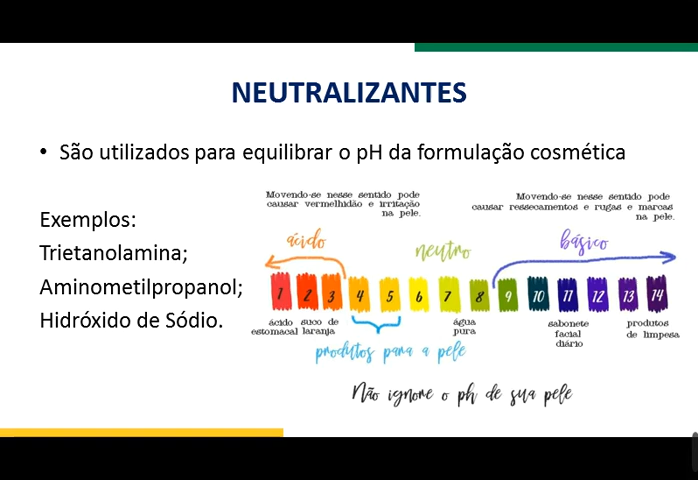 NEUTRALIZANTES
• São utilizados para equilibrar o pH da formulação cosmética
Exemplos:
Trietanolamina;
Aminometilpropanol;
Hidróxido de Sódio.
Movendo-se nesse sentido pode
causar vermelhidão e irritação
na pele.
Movendo-se nesse sentido pode
causar ressecamentos e rugas e marcas
na pele.
ácido
neutro
básico
1 2 3 4 5 6 7 8 9 10 11 12 13 14
ácido
estomacal
suco de
laranja
água
pura
sabonete
facial
diário
produtos
de limpesa
produtos para a pele
Não ignore o ph de sua pele